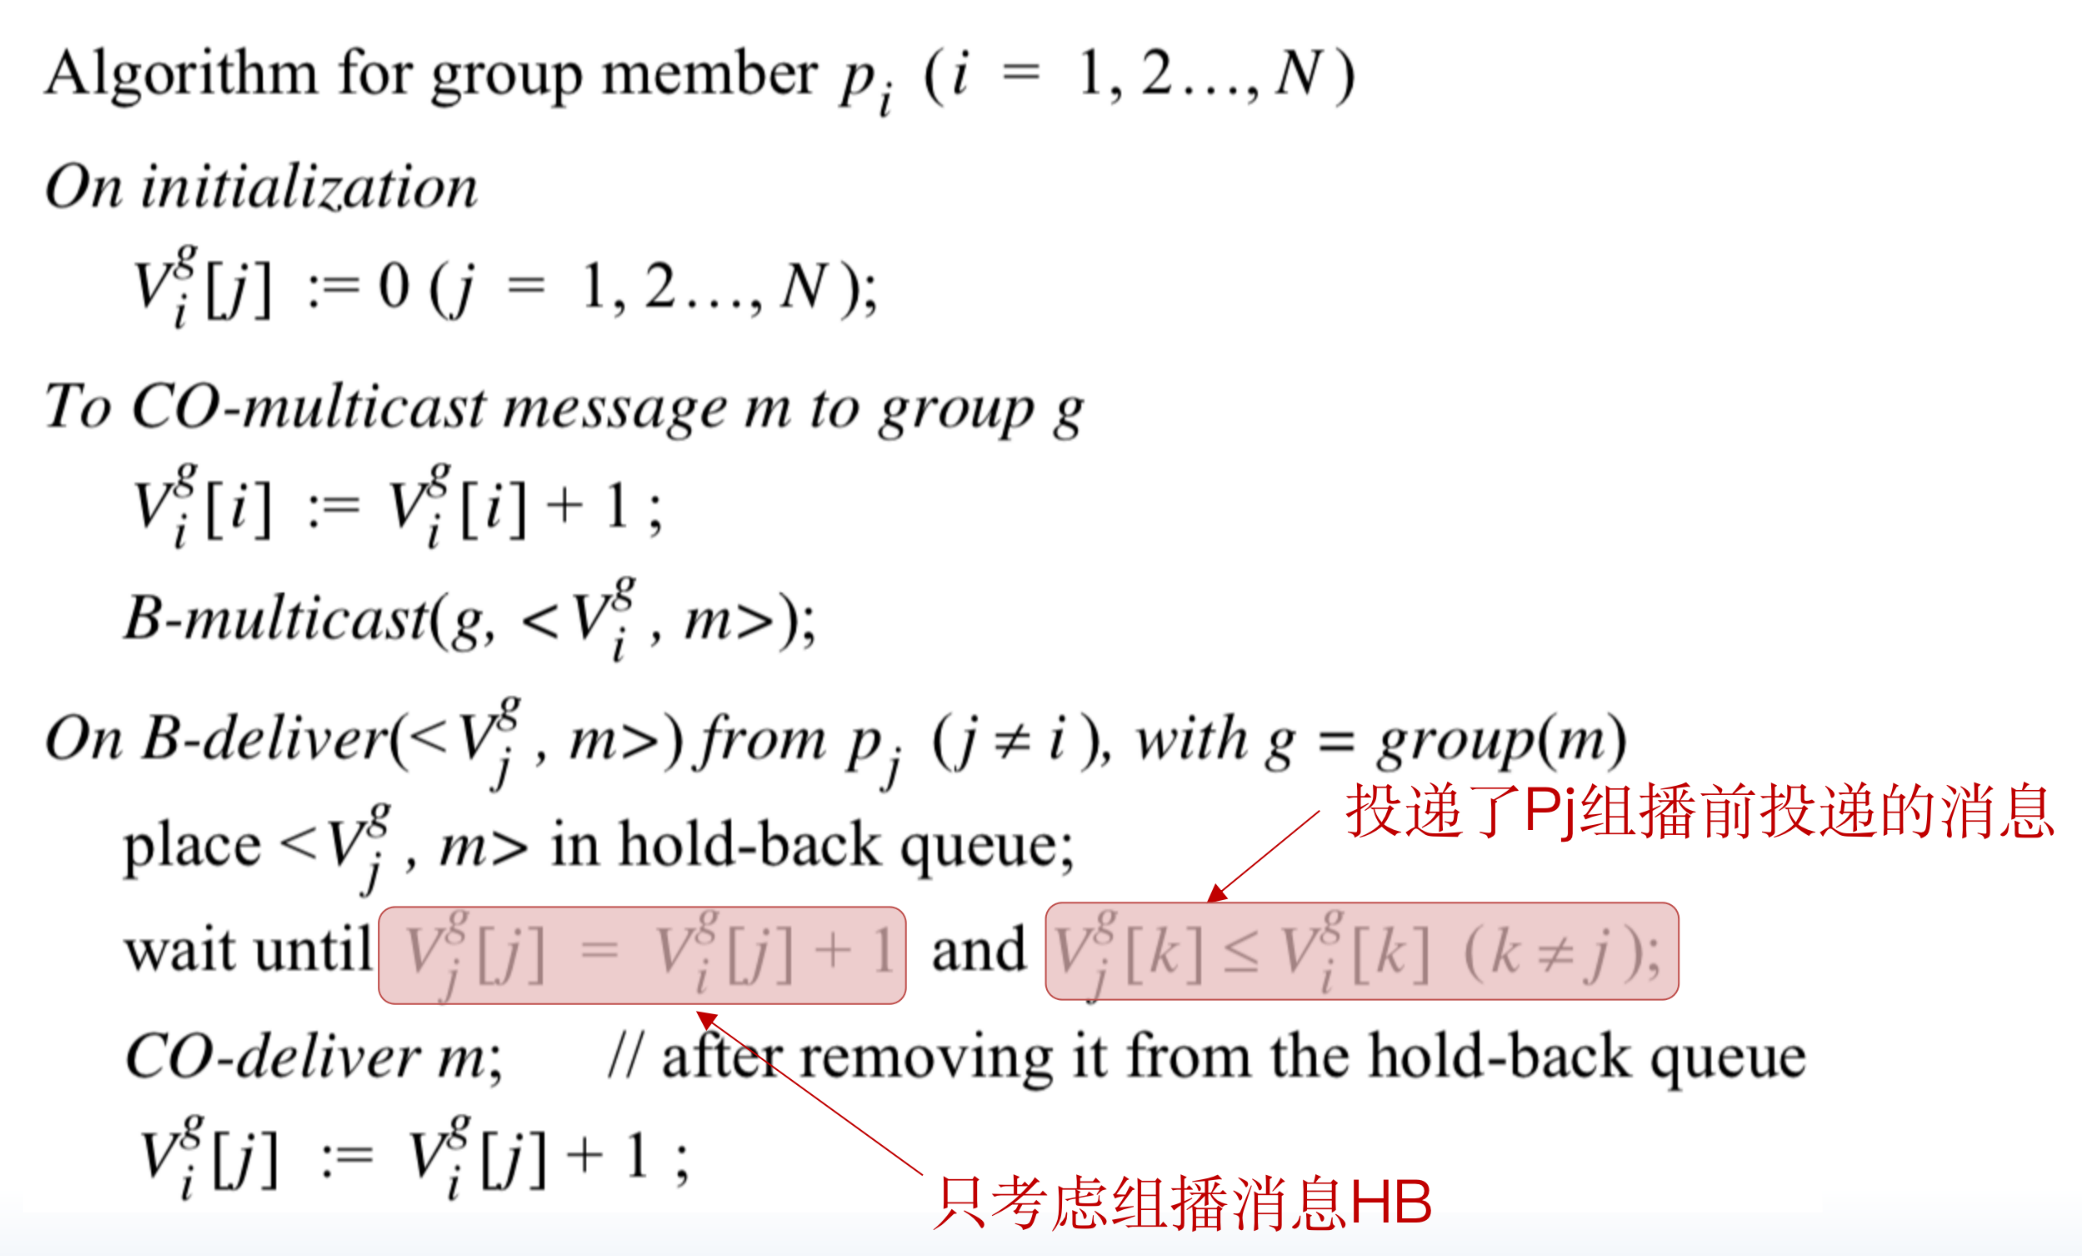 Algorithm for group member p_i (i = 1, 2..., N)
On initialization
V_i^g[j] := 0 (j = 1, 2..., N);
To CO-multicast message m to group g
V_i^g[i] := V_i^g[i] + 1 ;
B-multicast(g, <V_i^g , m>);
On B-deliver(<V_j^g , m>) from p_j (j ≠ i ), with g = group(m)
投递了Pj组播前投递的消息
place <V_j^g , m> in hold-back queue;
wait until V_j^g[j] = V_i^g[j] + 1 and V_j^g[k] ≤ V_i^g[k] (k ≠ j );
CO-deliver m; // after removing it from the hold-back queue
V_i^g[j] := V_i^g[j] + 1 ;
只考虑组播消息HB